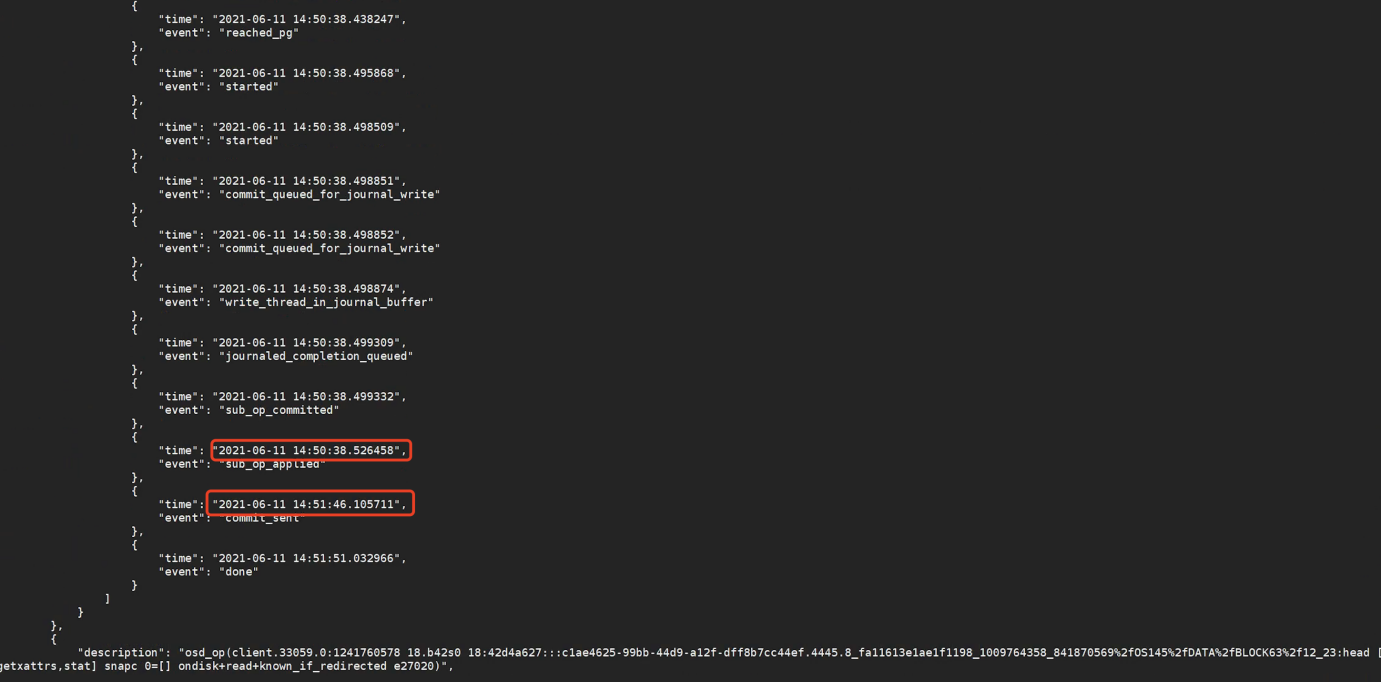 {
"time": "2021-06-11 14:50:38.438247",
"event": "reached_pg"
},
{
"time": "2021-06-11 14:50:38.495868",
"event": "started"
},
{
"time": "2021-06-11 14:50:38.498509",
"event": "started"
},
{
"time": "2021-06-11 14:50:38.498851",
"event": "commit_queued_for_journal_write"
},
{
"time": "2021-06-11 14:50:38.498852",
"event": "commit_queued_for_journal_write"
},
{
"time": "2021-06-11 14:50:38.498874",
"event": "write_thread_in_journal_buffer"
},
{
"time": "2021-06-11 14:50:38.499309",
"event": "journaled_completion_queued"
},
{
"time": "2021-06-11 14:50:38.499332",
"event": "sub_op_committed"
},
{
"time": "2021-06-11 14:50:38.526458",
"event": "sub_op_applied"
},
{
"time": "2021-06-11 14:51:46.105711",
"event": "commit_sent"
},
{
"time": "2021-06-11 14:51:51.032966",
"event": "done"
}
]
}
},
{
"description": "osd_op(client.33059.0:1241760578 18.b42s0 18:42d4a627:::c1ae4625-99bb-44d9-a12f-dff8b7cc44ef.4445.8_fa11613e1ae1f1198_1009764358_841870569%2fOS145%2fDATA%2fBLOCK63%2f12_23:head [
getxattrs,stat] snapc 0=[] ondisk+read+known_if_redirected e27020)",